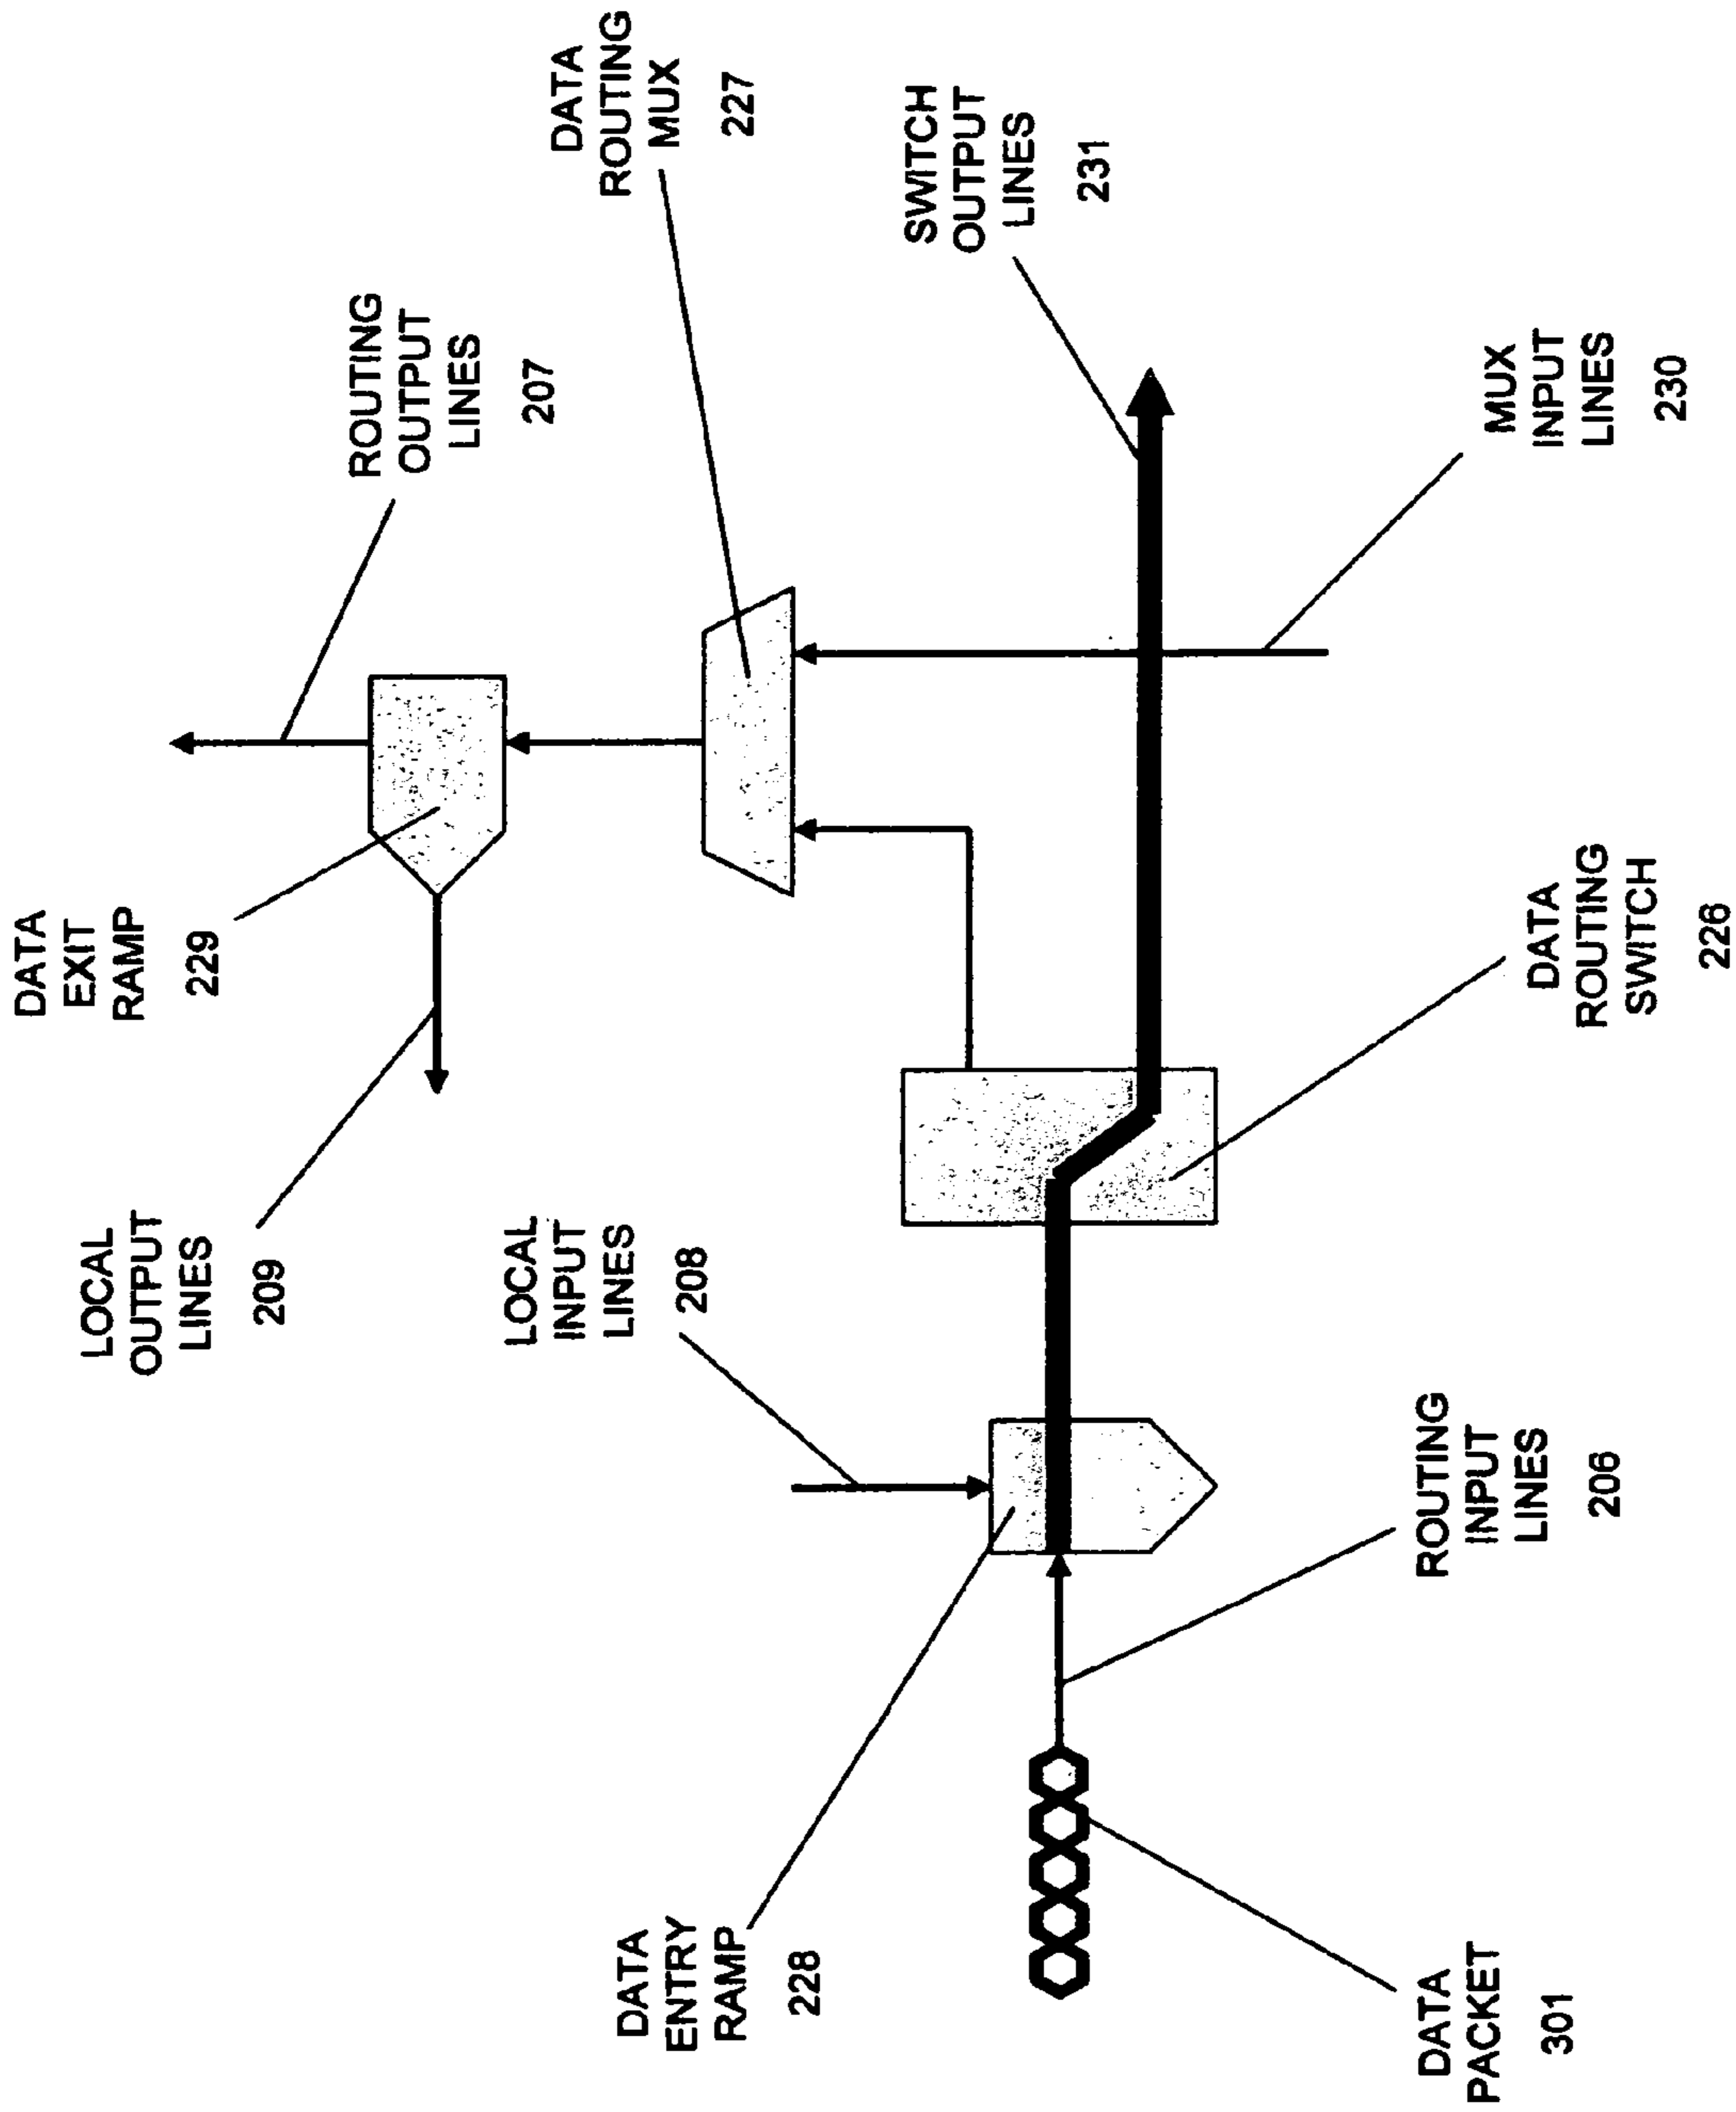 DATA
EXIT
RAMP
229
LOCAL
OUTPUT
LINES
209
ROUTING
OUTPUT
LINES
207
LOCAL
INPUT
LINES
208
DATA
ROUTING
MUX
227
DATA
ENTRY
RAMP
228
SWITCH
OUTPUT
LINES
231
DATA
PACKET
301
ROUTING
INPUT
LINES
206
DATA
ROUTING
SWITCH
226
MUX
INPUT
LINES
230